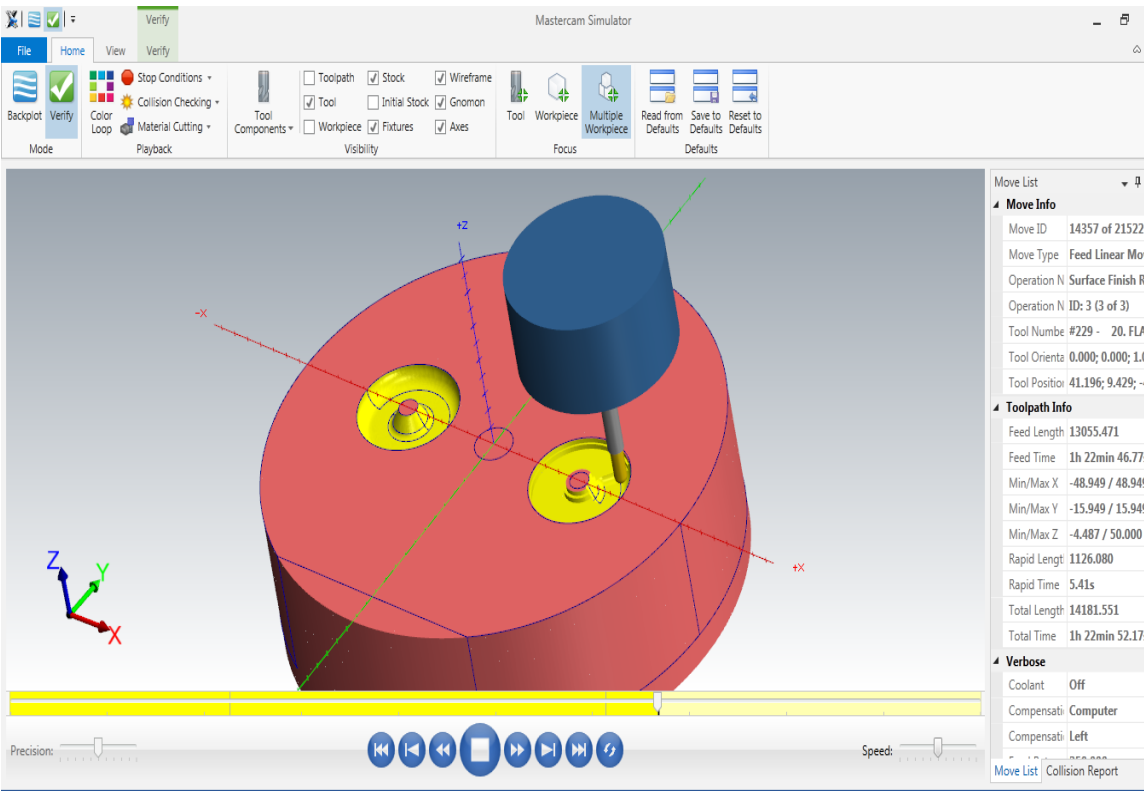 Verify
Mastercam Simulator
File Home View Verify
Backplot Verify
Color Loop
Stop Conditions
Collision Checking
Material Cutting
Tool Components
Toolpath Stock Wireframe
Tool Initial Stock Gnomon
Workpiece Fixtures Axes
Tool Workpiece Multiple Workpiece
Read from Defaults Save to Defaults Reset to Defaults
Mode Playback Visibility Focus Defaults
Move List
Move Info
Move ID 14357 of 21522
Move Type Feed Linear Mov
Operation N Surface Finish R
Operation N ID: 3 (3 of 3)
Tool Numbe #229 - 20. FLA
Tool Orienta 0.000; 0.000; 1.0
Tool Position 41.196; 9.429; -
Toolpath Info
Feed Length 13055.471
Feed Time 1h 22min 46.77
Min/Max X -48.949 / 48.949
Min/Max Y -15.949 / 15.949
Min/Max Z -4.487 / 50.000
Rapid Lengt 1126.080
Rapid Time 5.41s
Total Length 14181.551
Total Time 1h 22min 52.17
Verbose
Coolant Off
Compensati Computer
Compensati Left
Move List Collision Report
+Z
-X
+X
Z
Y
X
Precision:
Speed: